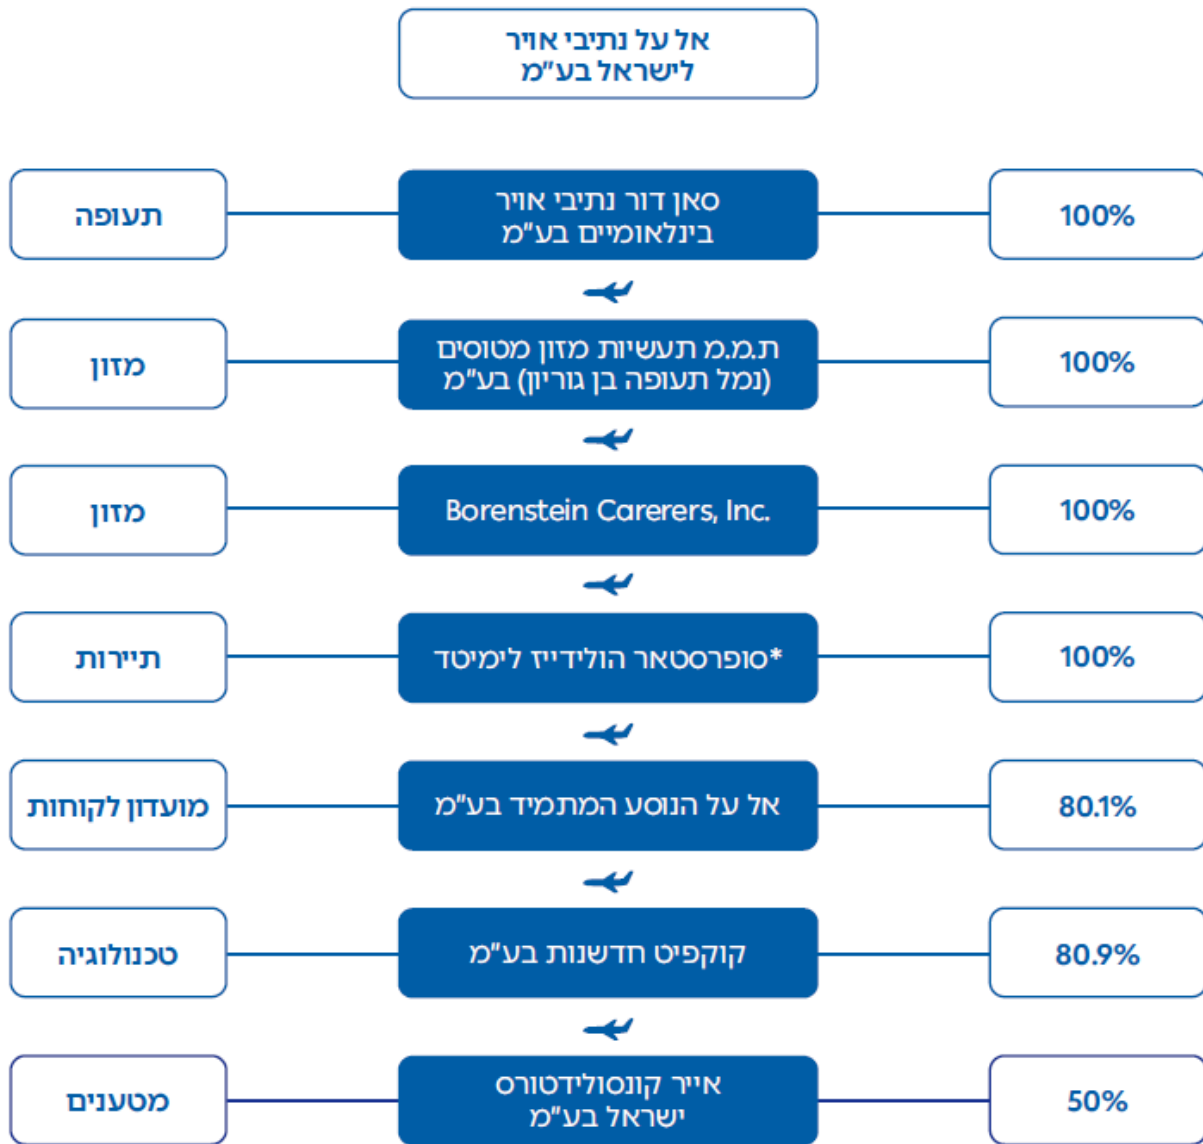 אל על נתיבי אויר
לישראל בע"מ
100%
סאן דור נתיבי אויר
בינלאומיים בע"מ
תעופה
100%
ת.מ.מ תעשיות מזון מטוסים
(נמל תעופה בן גוריון) בע"מ
מזון
100%
Borenstein Carerers, Inc.
מזון
100%
*סופרסטאר הולידייז לימיטד
תיירות
80.1%
אל על הנוסע המתמיד בע"מ
מועדון לקוחות
80.9%
קוקפיט חדשנות בע"מ
טכנולוגיה
50%
אייר קונסולידטורס
ישראל בע"מ
מטענים